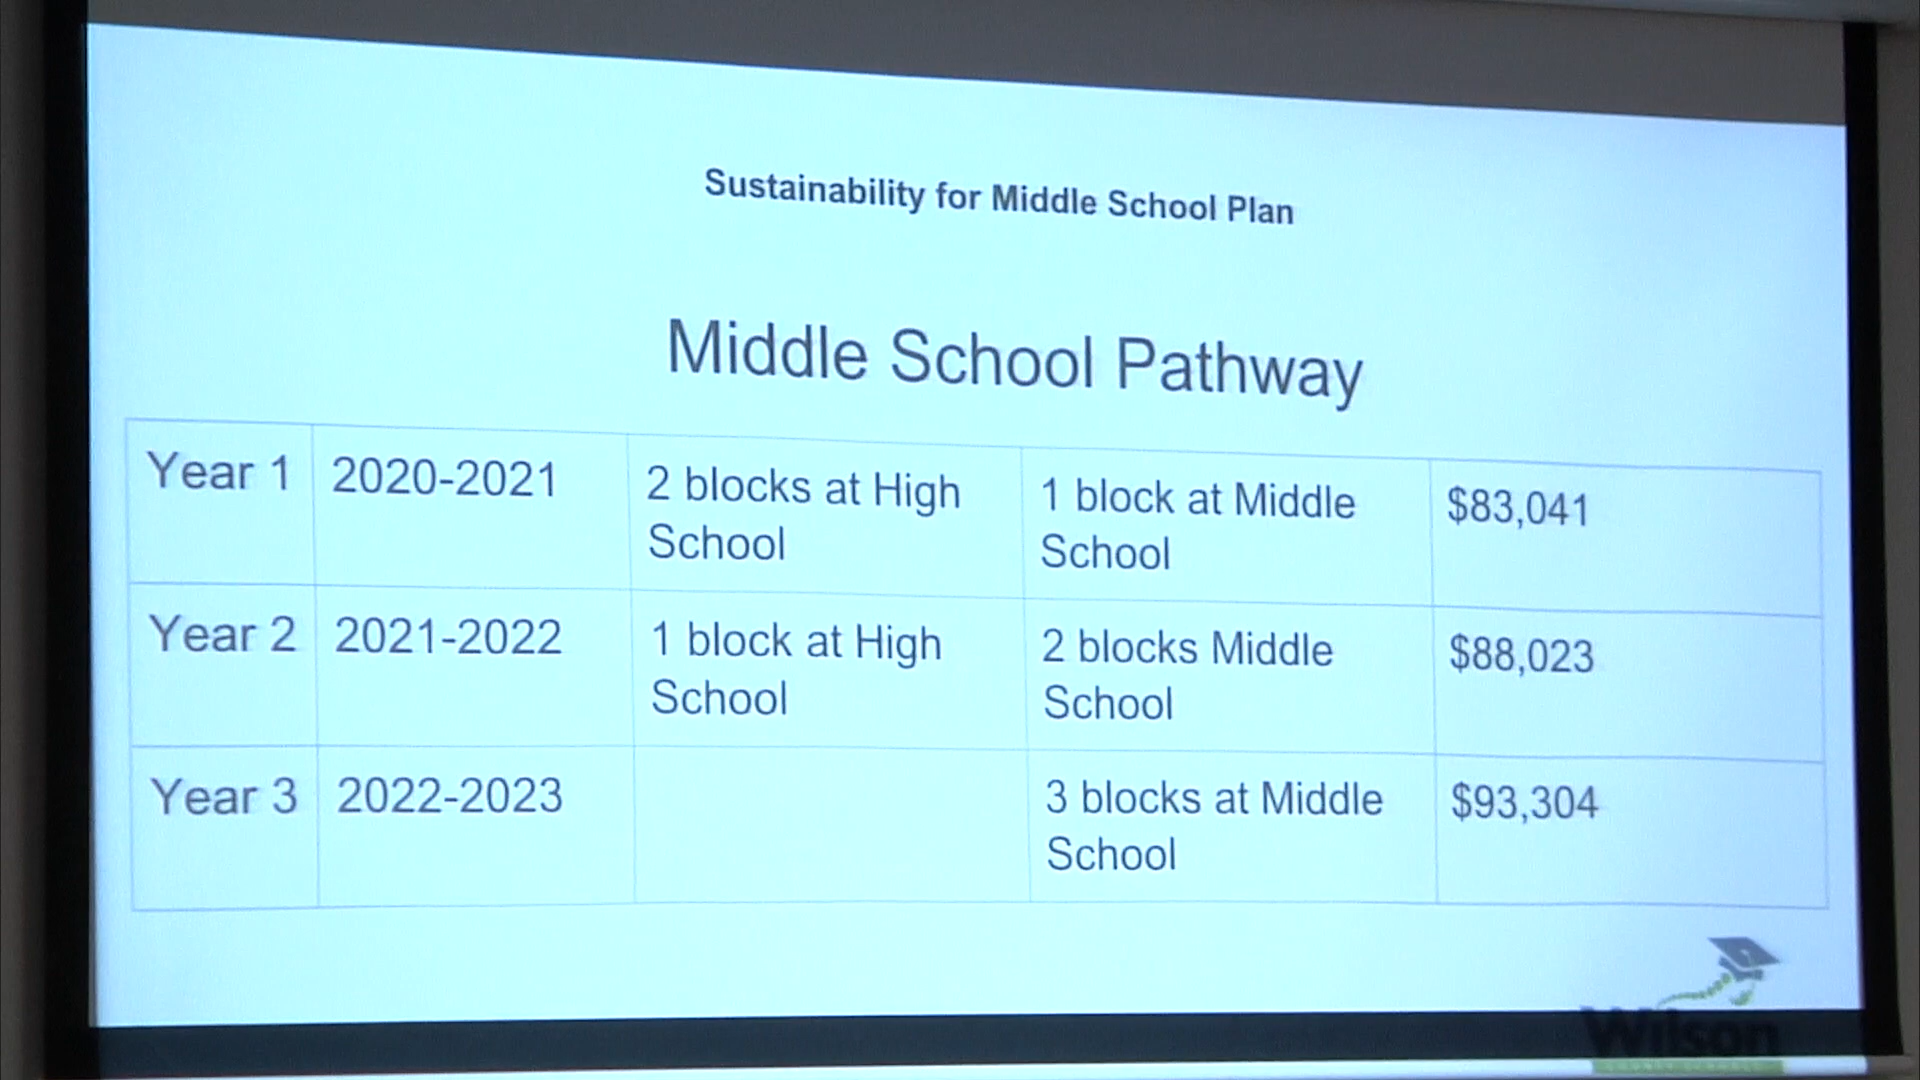 Sustainability for Middle School Plan
Middle School Pathway
Year 1 2020-2021 2 blocks at High School 1 block at Middle School $83,041
Year 2 2021-2022 1 block at High School 2 blocks Middle School $88,023
Year 3 2022-2023 3 blocks at Middle School $93,304
Wilson